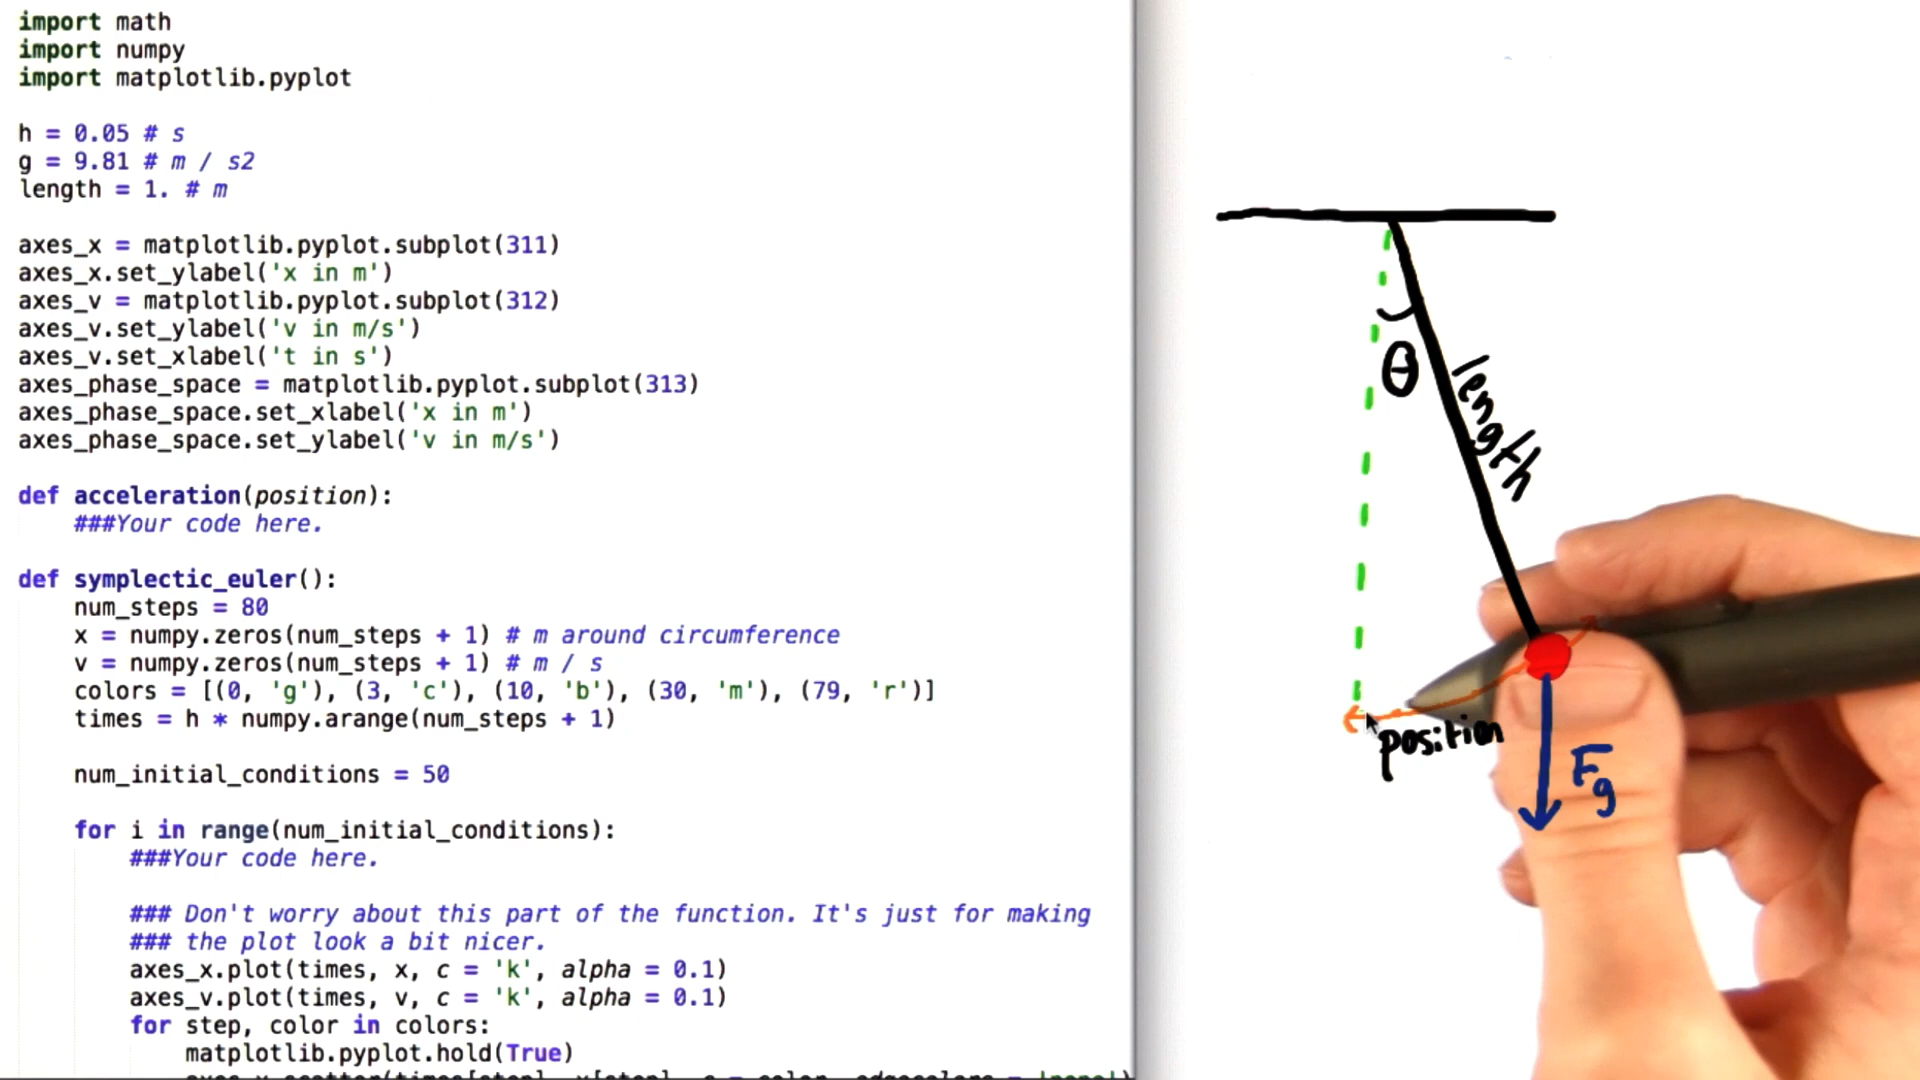 import math
import numpy
import matplotlib.pyplot
h = 0.05 # s
g = 9.81 # m / s2
length = 1. # m
axes_x = matplotlib.pyplot.subplot(311)
axes_x.set_ylabel('x in m')
axes_v = matplotlib.pyplot.subplot(312)
axes_v.set_ylabel('v in m/s')
axes_v.set_xlabel('t in s')
axes_phase_space = matplotlib.pyplot.subplot(313)
axes_phase_space.set_xlabel('x in m')
axes_phase_space.set_ylabel('v in m/s')
def acceleration(position):
###Your code here.
def symplectic_euler():
num_steps = 80
x = numpy.zeros(num_steps + 1) # m around circumference
v = numpy.zeros(num_steps + 1) # m / s
colors = [(0, 'g'), (3, 'c'), (10, 'b'), (30, 'm'), (79, 'r')]
times = h * numpy.arange(num_steps + 1)
num_initial_conditions = 50
for i in range(num_initial_conditions):
###Your code here.
### Don't worry about this part of the function. It's just for making
### the plot look a bit nicer.
axes_x.plot(times, x, c = 'k', alpha = 0.1)
axes_v.plot(times, v, c = 'k', alpha = 0.1)
for step, color in colors:
matplotlib.pyplot.hold(True)
θ
length
position
Fg